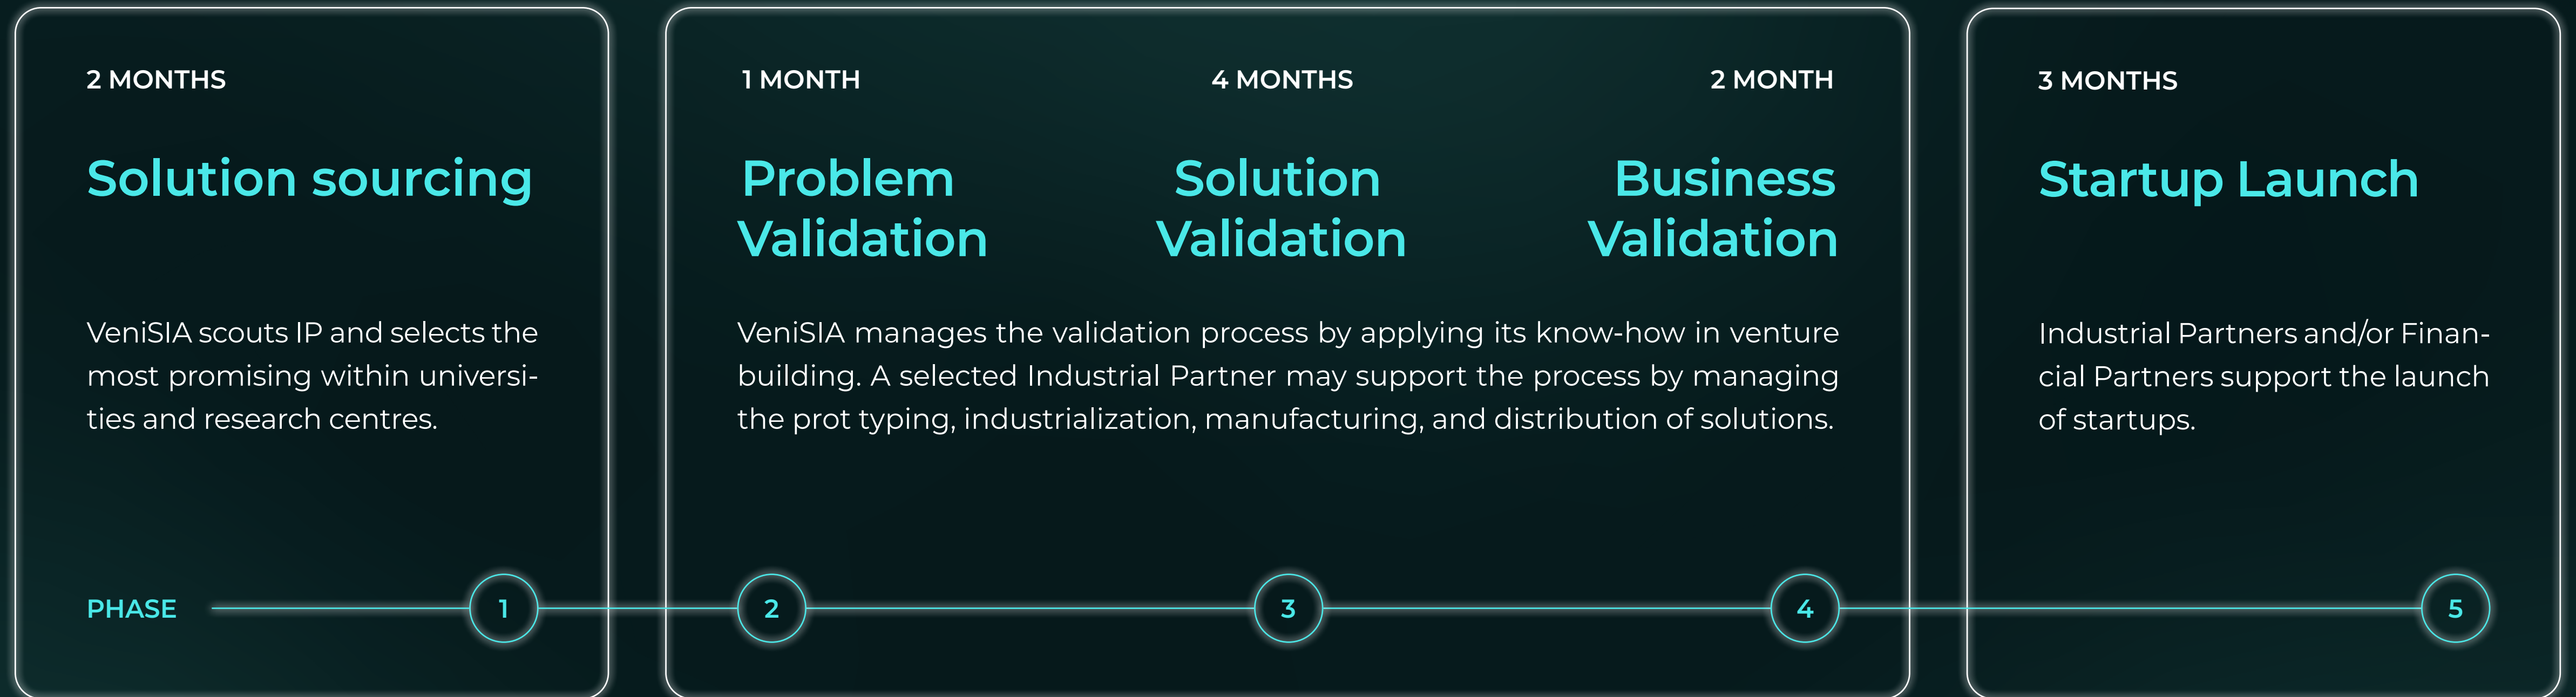 2 MONTHS
Solution sourcing
VeniSIA scouts IP and selects the
most promising within universi-
ties and research centres.
1 MONTH
4 MONTHS
2 MONTH
Problem
Validation
Solution
Validation
Business
Validation
VeniSIA manages the validation process by applying its know-how in venture
building. A selected Industrial Partner may support the process by managing
the prot typing, industrialization, manufacturing, and distribution of solutions.
3 MONTHS
Startup Launch
Industrial Partners and/or Finan-
cial Partners support the launch
of startups.
PHASE
1
2
3
4
5